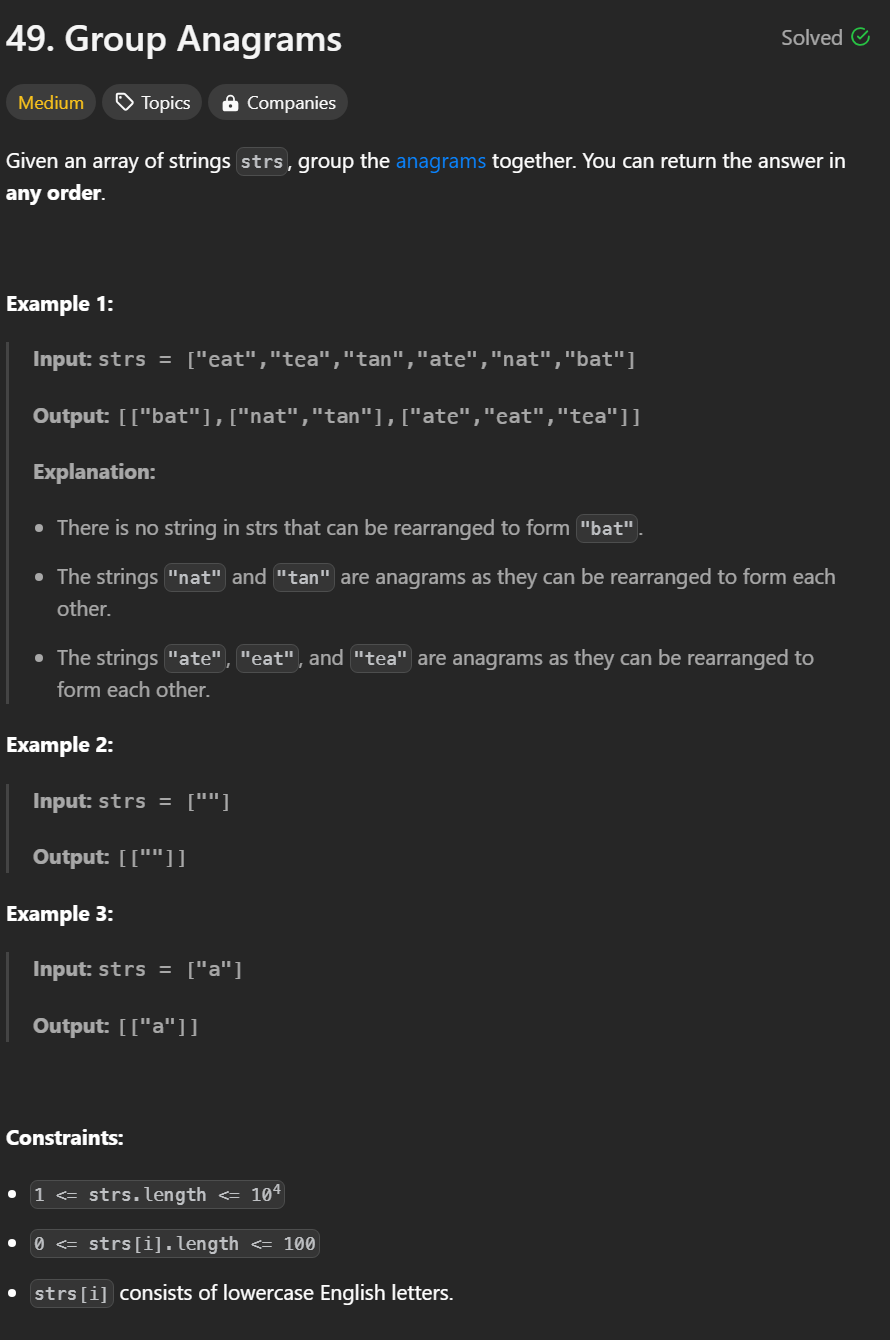 49. Group Anagrams
Solved
Medium
Topics
Companies
Given an array of strings strs, group the anagrams together. You can return the answer in
any order.
Example 1:
Input: strs = ["eat","tea","tan","ate","nat","bat"]
Output: [["bat"],["nat","tan"],["ate","eat","tea"]]
Explanation:
• There is no string in strs that can be rearranged to form "bat".
• The strings "nat" and "tan" are anagrams as they can be rearranged to form each
other.
• The strings "ate", "eat", and "tea" are anagrams as they can be rearranged to
form each other.
Example 2:
Input: strs = [""]
Output: [[""]]
Example 3:
Input: strs = ["a"]
Output: [["a"]]
Constraints:
• 1 <= strs.length <= 10⁴
• 0 <= strs[i].length <= 100
• strs[i] consists of lowercase English letters.